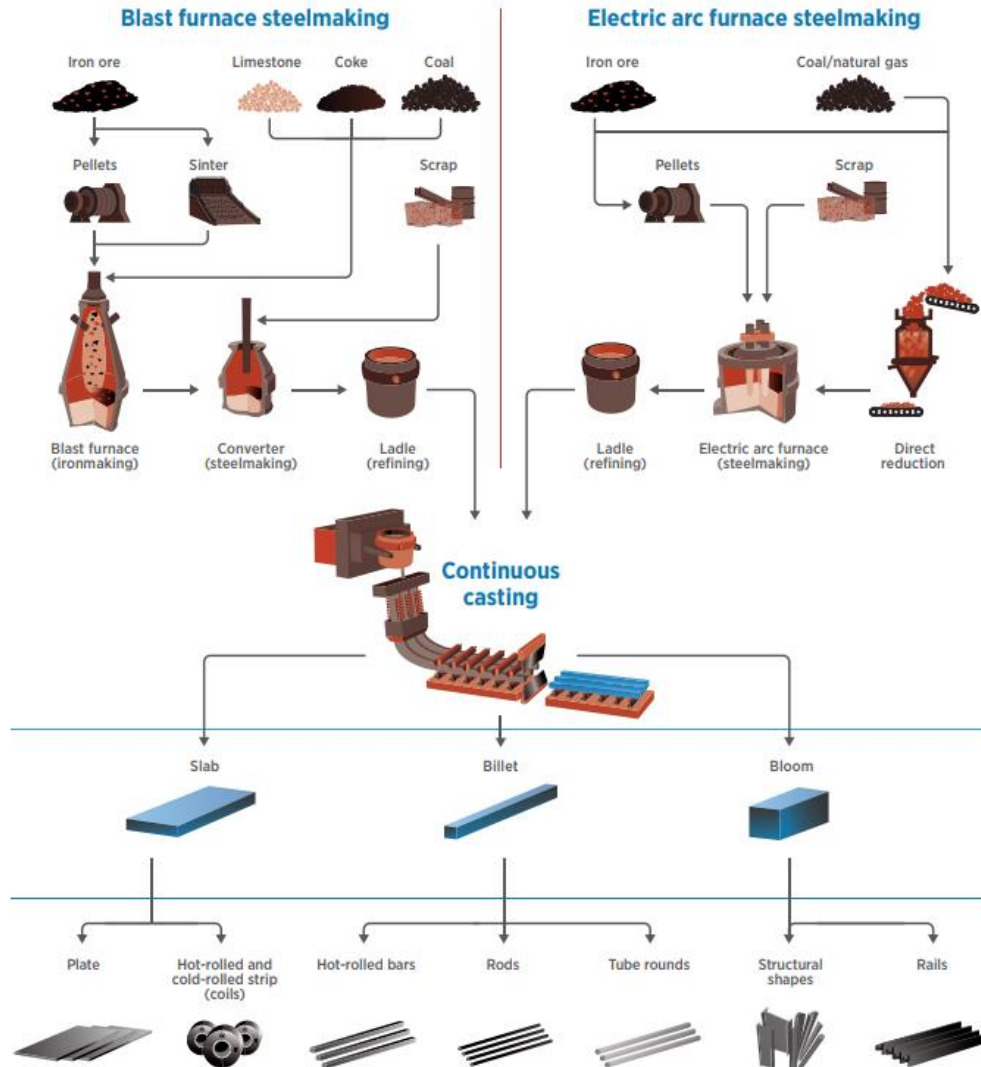 Blast furnace steelmaking
Electric arc furnace steelmaking
Iron ore
Limestone
Coke
Coal
Iron ore
Coal/natural gas
Pellets
Sinter
Scrap
Pellets
Scrap
Blast furnace
(ironmaking)
Converter
(steelmaking)
Ladle
(refining)
Ladle
(refining)
Electric arc furnace
(steelmaking)
Direct
reduction
Continuous
casting
Slab
Billet
Bloom
Plate
Hot-rolled and
cold-rolled strip
(coils)
Hot-rolled bars
Rods
Tube rounds
Structural
shapes
Rails